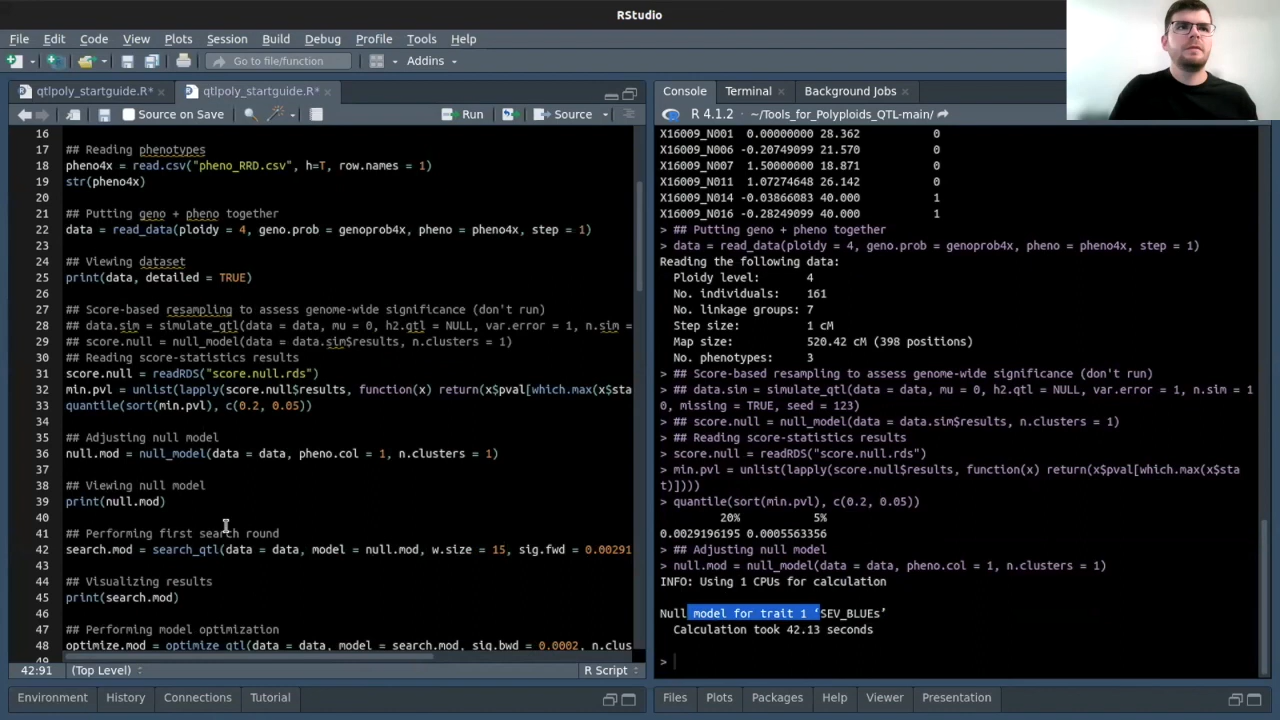 RStudio
File Edit Code View Plots Session Build Debug Profile Tools Help
Go to file/function Addins
qtlpoly_startguide.R* × qtlpoly_startguide.R* ×
Source on Save Run Source
16
17 ## Reading phenotypes
18 pheno4x = read.csv("pheno_RRD.csv", h=T, row.names = 1)
19 str(pheno4x)
20
21 ## Putting geno + pheno together
22 data = read_data(ploidy = 4, geno.prob = genoprob4x, pheno = pheno4x, step = 1)
23
24 ## Viewing dataset
25 print(data, detailed = TRUE)
26
27 ## Score-based resampling to assess genome-wide significance (don't run)
28 ## data.sim = simulate_qtl(data = data, mu = 0, h2.qtl = NULL, var.error = 1, n.sim =
29 ## score.null = null_model(data = data.sim$results, n.clusters = 1)
30 ## Reading score-statistics results
31 score.null = readRDS("score.null.rds")
32 min.pvl = unlist(lapply(score.null$results, function(x) return(x$pval[which.max(x$sta
33 quantile(sort(min.pvl), c(0.2, 0.05))
34
35 ## Adjusting null model
36 null.mod = null_model(data = data, pheno.col = 1, n.clusters = 1)
37
38 ## Viewing null model
39 print(null.mod)
40
41 ## Performing first search round
42 search.mod = search_qtl(data = data, model = null.mod, w.size = 15, sig.fwd = 0.00291
43
44 ## Visualizing results
45 print(search.mod)
46
47 ## Performing model optimization
48 optimize.mod = optimize_qtl(data = data, model = search.mod, sig.bwd = 0.0002, n.clus
49
42:91 (Top Level) R Script
Environment History Connections Tutorial
Console Terminal × Background Jobs ×
R 4.1.2 · ~/Tools_for_Polyploids_QTL-main/
X16009_N001 0.00000000 28.362 0
X16009_N006 -0.20749099 21.570 0
X16009_N007 1.50000000 18.871 0
X16009_N011 1.07274648 26.142 0
X16009_N014 -0.03866083 40.000 1
X16009_N016 -0.28249099 40.000 1
> ## Putting geno + pheno together
> data = read_data(ploidy = 4, geno.prob = genoprob4x, pheno = pheno4x, step = 1)
Reading the following data:
Ploidy level: 4
No. individuals: 161
No. linkage groups: 7
Step size: 1 cM
Map size: 520.42 cM (398 positions)
No. phenotypes: 3
> ## Score-based resampling to assess genome-wide significance (don't run)
> ## data.sim = simulate_qtl(data = data, mu = 0, h2.qtl = NULL, var.error = 1, n.sim = 1
0, missing = TRUE, seed = 123)
> ## score.null = null_model(data = data.sim$results, n.clusters = 1)
> ## Reading score-statistics results
> score.null = readRDS("score.null.rds")
> min.pvl = unlist(lapply(score.null$results, function(x) return(x$pval[which.max(x$sta
t)])))
> quantile(sort(min.pvl), c(0.2, 0.05))
20% 5%
0.0029196195 0.0005563356
> ## Adjusting null model
> null.mod = null_model(data = data, pheno.col = 1, n.clusters = 1)
INFO: Using 1 CPUs for calculation
Null model for trait 1 ‘SEV_BLUEs’
Calculation took 42.13 seconds
>
Files Plots Packages Help Viewer Presentation